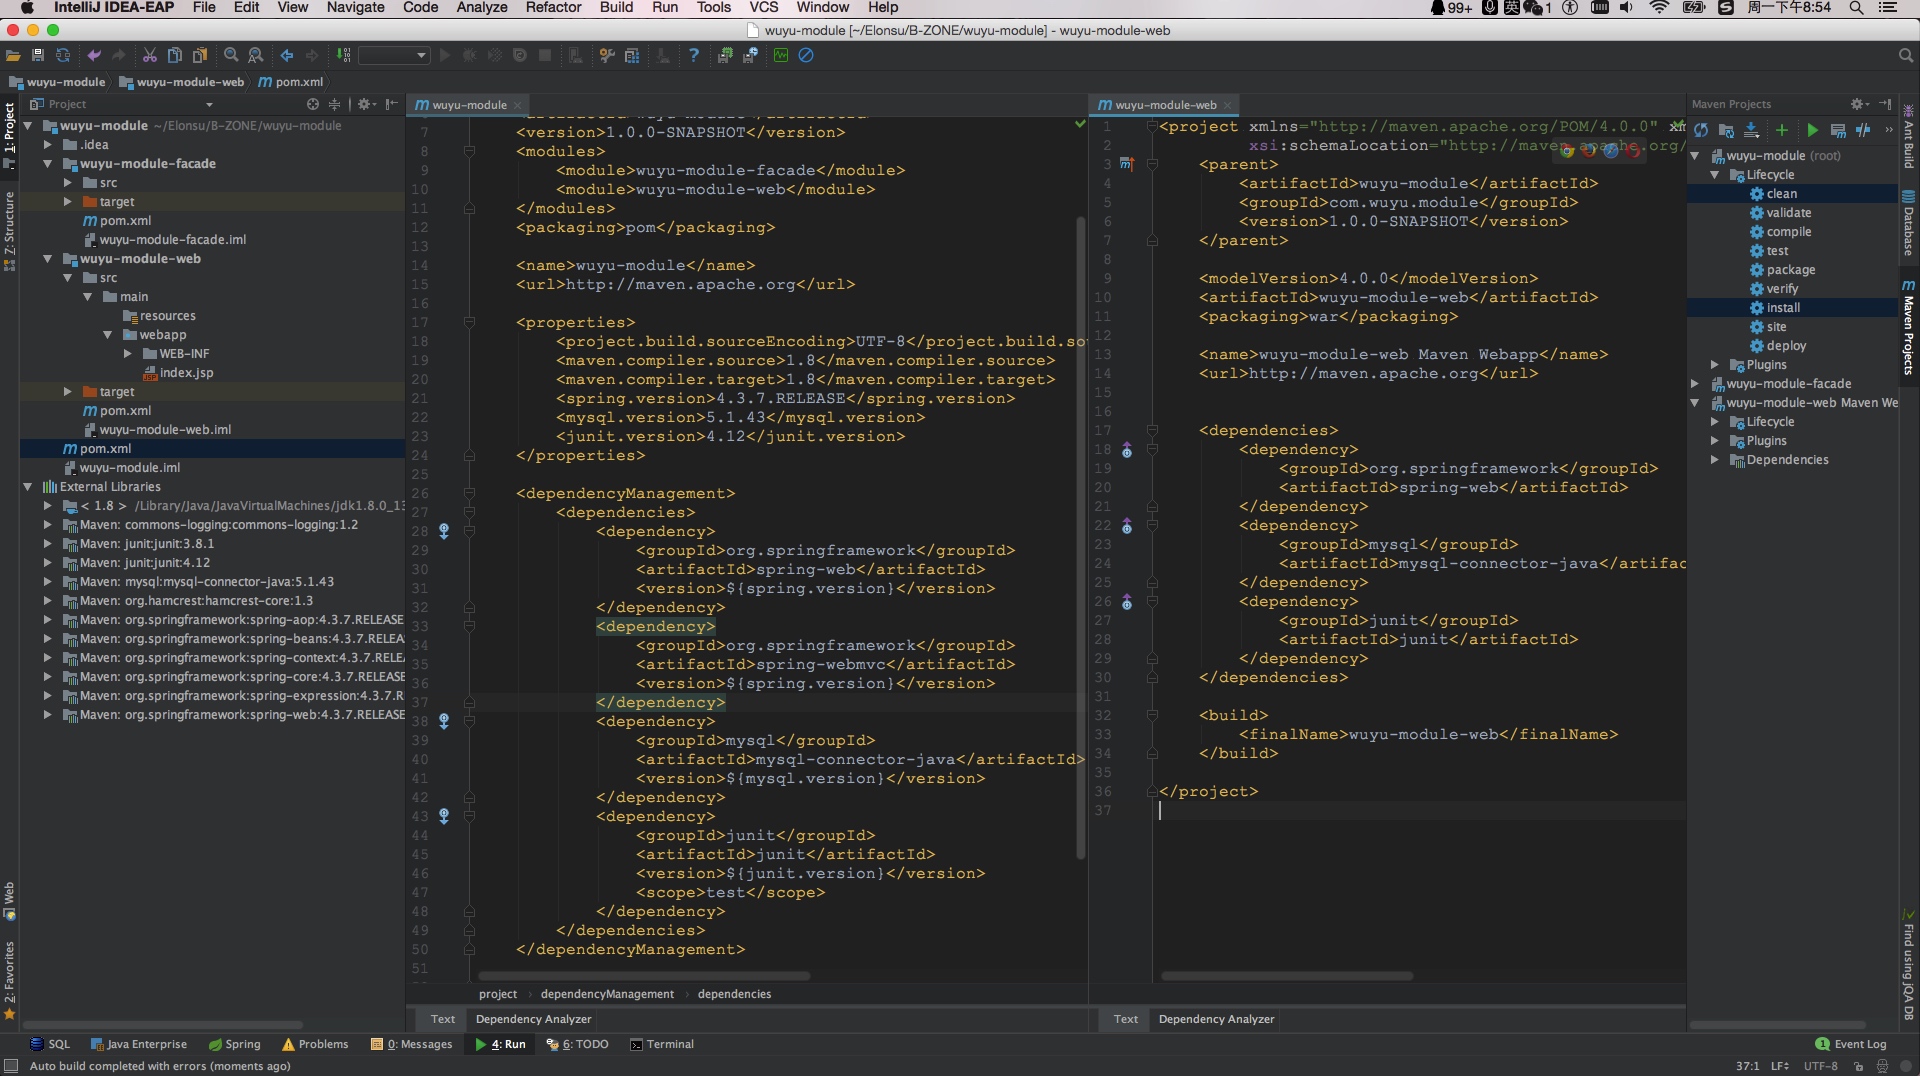 IntelliJ IDEA-EAP File Edit View Navigate Code Analyze Refactor Build Run Tools VCS Window Help
99+ 英 1 周一下午8:54
wuyu-module [~/Elonsu/B-ZONE/wuyu-module] - wuyu-module-web
wuyu-module wuyu-module-web pom.xml
1: Project
Z: Structure
Web
2: Favorites
Project
wuyu-module ~/Elonsu/B-ZONE/wuyu-module
.idea
wuyu-module-facade
src
target
pom.xml
wuyu-module-facade.iml
wuyu-module-web
src
main
resources
webapp
WEB-INF
index.jsp
target
pom.xml
wuyu-module-web.iml
pom.xml
wuyu-module.iml
External Libraries
< 1.8 > /Library/Java/JavaVirtualMachines/jdk1.8.0_13
Maven: commons-logging:commons-logging:1.2
Maven: junit:junit:3.8.1
Maven: junit:junit:4.12
Maven: mysql:mysql-connector-java:5.1.43
Maven: org.hamcrest:hamcrest-core:1.3
Maven: org.springframework:spring-aop:4.3.7.RELEASE
Maven: org.springframework:spring-beans:4.3.7.RELEA
Maven: org.springframework:spring-context:4.3.7.RELE
Maven: org.springframework:spring-core:4.3.7.RELEASE
Maven: org.springframework:spring-expression:4.3.7.R
Maven: org.springframework:spring-web:4.3.7.RELEASE
wuyu-module
7 <version>1.0.0-SNAPSHOT</version>
8 <modules>
9 <module>wuyu-module-facade</module>
10 <module>wuyu-module-web</module>
11 </modules>
12 <packaging>pom</packaging>
13
14 <name>wuyu-module</name>
15 <url>http://maven.apache.org</url>
16
17 <properties>
18 <project.build.sourceEncoding>UTF-8</project.build.so
19 <maven.compiler.source>1.8</maven.compiler.source>
20 <maven.compiler.target>1.8</maven.compiler.target>
21 <spring.version>4.3.7.RELEASE</spring.version>
22 <mysql.version>5.1.43</mysql.version>
23 <junit.version>4.12</junit.version>
24 </properties>
25
26 <dependencyManagement>
27 <dependencies>
28 <dependency>
29 <groupId>org.springframework</groupId>
30 <artifactId>spring-web</artifactId>
31 <version>${spring.version}</version>
32 </dependency>
33 <dependency>
34 <groupId>org.springframework</groupId>
35 <artifactId>spring-webmvc</artifactId>
36 <version>${spring.version}</version>
37 </dependency>
38 <dependency>
39 <groupId>mysql</groupId>
40 <artifactId>mysql-connector-java</artifactId>
41 <version>${mysql.version}</version>
42 </dependency>
43 <dependency>
44 <groupId>junit</groupId>
45 <artifactId>junit</artifactId>
46 <version>${junit.version}</version>
47 <scope>test</scope>
48 </dependency>
49 </dependencies>
50 </dependencyManagement>
51
project dependencyManagement dependencies
Text Dependency Analyzer
wuyu-module-web
1 <project xmlns="http://maven.apache.org/POM/4.0.0" xm
2 xsi:schemaLocation="http://maven.apache.org/
3 <parent>
4 <artifactId>wuyu-module</artifactId>
5 <groupId>com.wuyu.module</groupId>
6 <version>1.0.0-SNAPSHOT</version>
7 </parent>
8
9 <modelVersion>4.0.0</modelVersion>
10 <artifactId>wuyu-module-web</artifactId>
11 <packaging>war</packaging>
12
13 <name>wuyu-module-web Maven Webapp</name>
14 <url>http://maven.apache.org</url>
15
16
17 <dependencies>
18 <dependency>
19 <groupId>org.springframework</groupId>
20 <artifactId>spring-web</artifactId>
21 </dependency>
22 <dependency>
23 <groupId>mysql</groupId>
24 <artifactId>mysql-connector-java</artifac
25 </dependency>
26 <dependency>
27 <groupId>junit</groupId>
28 <artifactId>junit</artifactId>
29 </dependency>
30 </dependencies>
31
32 <build>
33 <finalName>wuyu-module-web</finalName>
34 </build>
35
36 </project>
37
Text Dependency Analyzer
Maven Projects
wuyu-module (root)
Lifecycle
clean
validate
compile
test
package
verify
install
site
deploy
Plugins
wuyu-module-facade
wuyu-module-web Maven We
Lifecycle
Plugins
Dependencies
Ant Build
Database
Maven Projects
Find using jQA DB
SQL Java Enterprise Spring Problems 0: Messages 4: Run 6: TODO Terminal 1 Event Log
Auto build completed with errors (moments ago) 37:1 LF UTF-8